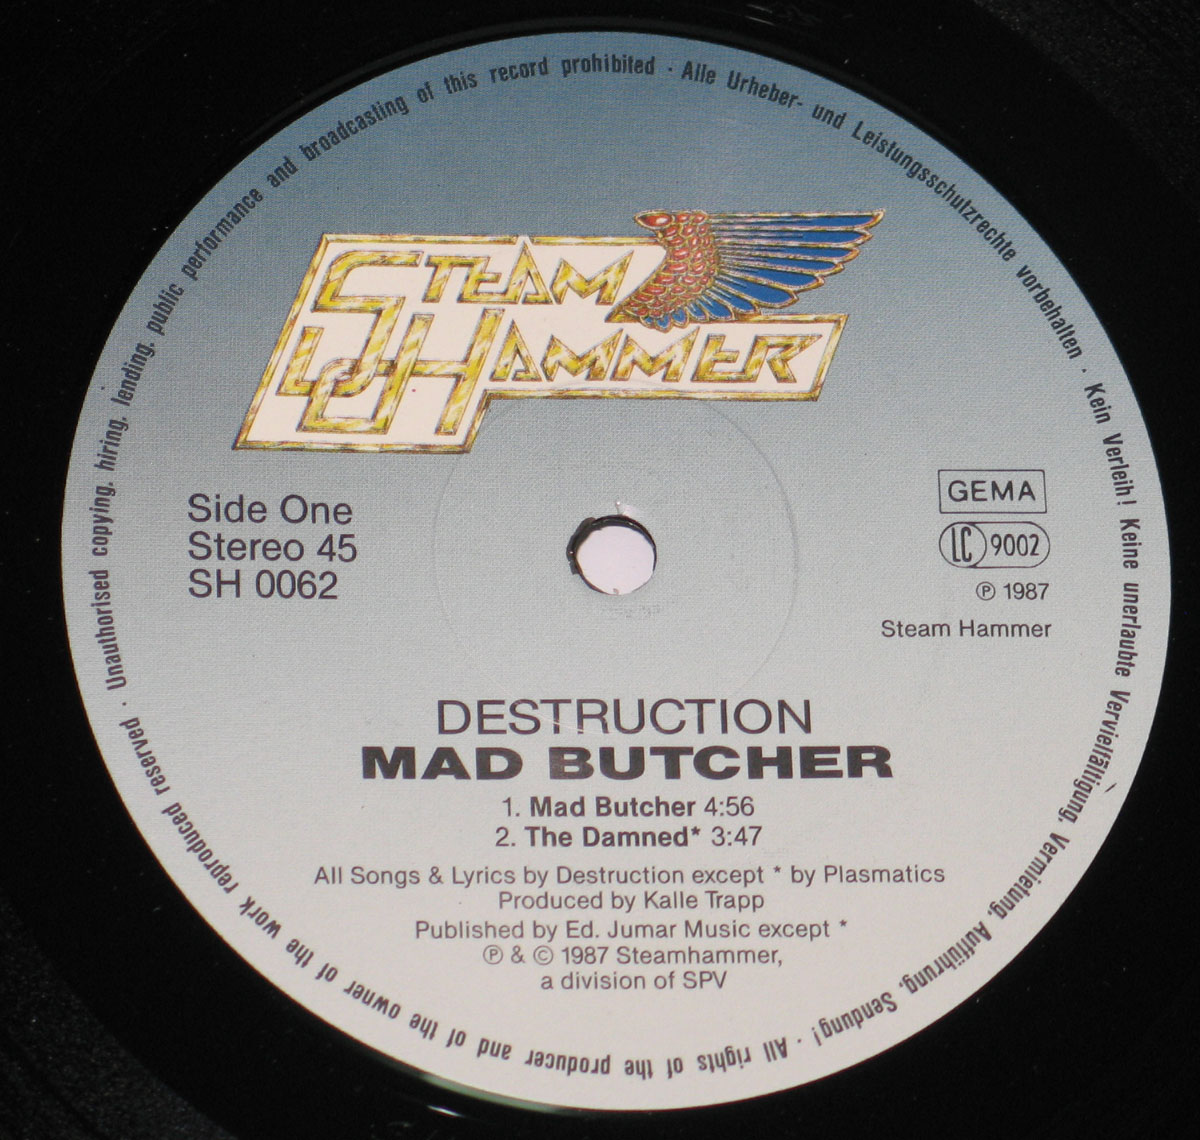 STEAM
HAMMER
Side One
Stereo 45
SH 0062
GEMA
LC 9002
℗ 1987
Steam Hammer
DESTRUCTION
MAD BUTCHER
1. Mad Butcher 4:56
2. The Damned* 3:47
All Songs & Lyrics by Destruction except * by Plasmatics
Produced by Kalle Trapp
Published by Ed. Jumar Music except *
℗ & © 1987 Steamhammer,
a division of SPV
All rights of the producer and of the owner of the work reproduced reserved · Unauthorised copying, hiring, lending, public performance and broadcasting of this record prohibited · Alle Urheber- und Leistungsschutzrechte vorbehalten · Kein Verleih! Keine unerlaubte Vervielfältigung, Vermietung, Aufführung, Sendung! ·